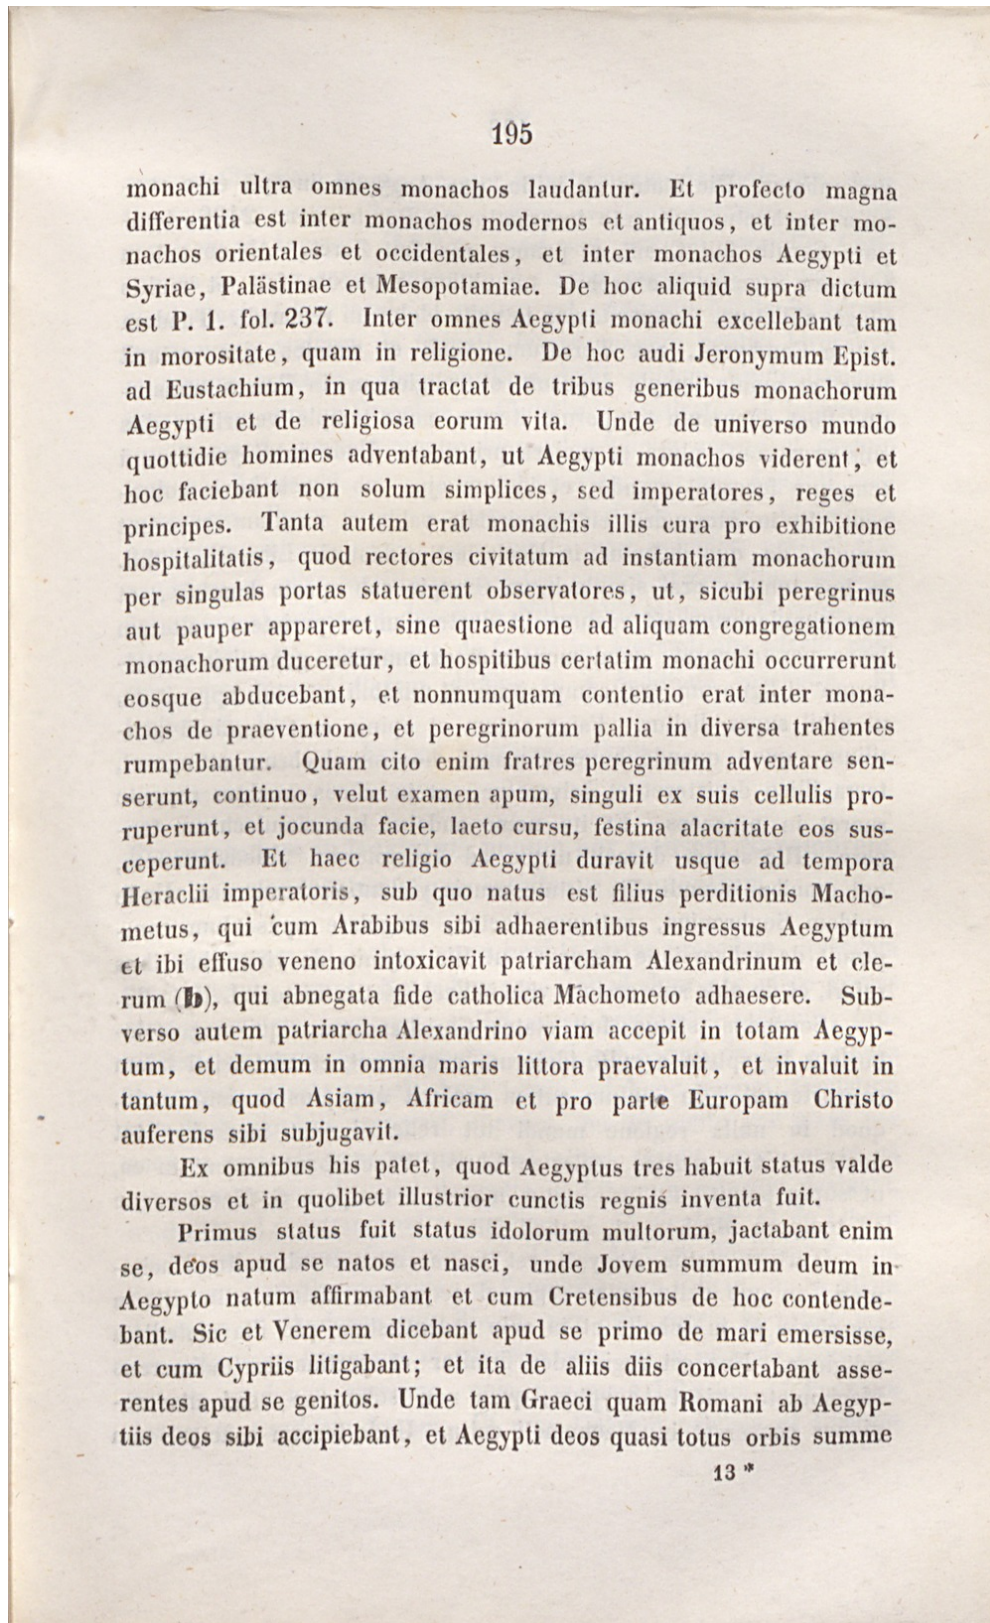 195
monachi ultra omnes monachos laudantur. Et profecto magna
differentia est inter monachos modernos et antiquos, et inter mo-
nachos orientales et occidentales, et inter monachos Aegypti et
Syriae, Palästinae et Mesopotamiae. De hoc aliquid supra dictum
est P. 1. fol. 237. Inter omnes Aegypti monachi excellebant tam
in morositate, quam in religione. De hoc audi Jeronymum Epist.
ad Eustachium, in qua tractat de tribus generibus monachorum
Aegypti et de religiosa eorum vita. Unde de universo mundo
quottidie homines adventabant, ut Aegypti monachos viderent, et
hoc faciebant non solum simplices, sed imperatores, reges et
principes. Tanta autem erat monachis illis cura pro exhibitione
hospitalitatis, quod rectores civitatum ad instantiam monachorum
per singulas portas statuerent observatores, ut, sicubi peregrinus
aut pauper appareret, sine quaestione ad aliquam congregationem
monachorum duceretur, et hospitibus certatim monachi occurrerunt
eosque abducebant, et nonnumquam contentio erat inter mona-
chos de praeventione, et peregrinorum pallia in diversa trahentes
rumpebantur. Quam cito enim fratres peregrinum adventare sen-
serunt, continuo, velut examen apum, singuli ex suis cellulis pro-
ruperunt, et jocunda facie, laeto cursu, festina alacritate eos sus-
ceperunt. Et haec religio Aegypti duravit usque ad tempora
Heraclii imperatoris, sub quo natus est filius perditionis Macho-
metus, qui cum Arabibus sibi adhaerentibus ingressus Aegyptum
et ibi effuso veneno intoxicavit patriarcham Alexandrinum et cle-
rum (b), qui abnegata fide catholica Machometo adhaesere. Sub-
verso autem patriarcha Alexandrino viam accepit in totam Aegyp-
tum, et demum in omnia maris littora praevaluit, et invaluit in
tantum, quod Asiam, Africam et pro parte Europam Christo
auferens sibi subjugavit.
Ex omnibus his patet, quod Aegyptus tres habuit status valde
diversos et in quolibet illustrior cunctis regnis inventa fuit.
Primus status fuit status idolorum multorum, jactabant enim
se, deos apud se natos et nasci, unde Jovem summum deum in
Aegypto natum affirmabant et cum Cretensibus de hoc contende-
bant. Sic et Venerem dicebant apud se primo de mari emersisse,
et cum Cypriis litigabant; et ita de aliis diis concertabant asse-
rentes apud se genitos. Unde tam Graeci quam Romani ab Aegyp-
tiis deos sibi accipiebant, et Aegypti deos quasi totus orbis summe
13*